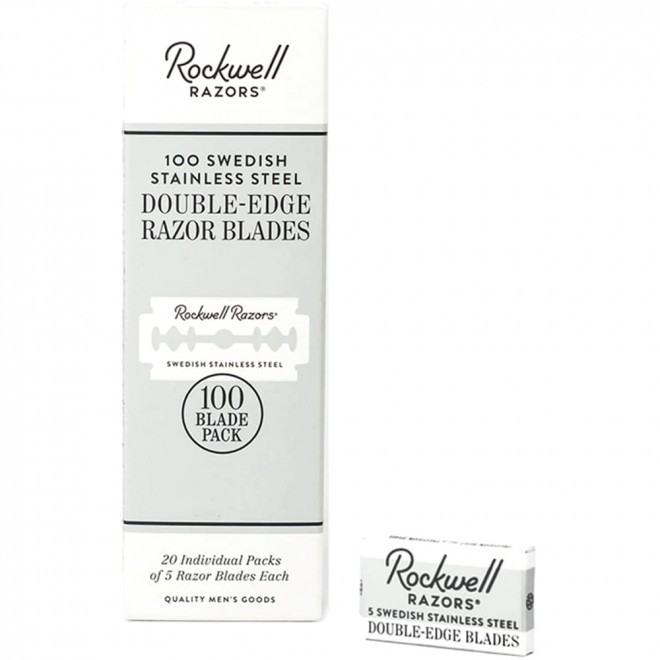 Rockwell
RAZORS®
100 SWEDISH
STAINLESS STEEL
DOUBLE-EDGE
RAZOR BLADES
Rockwell Razors®
SWEDISH STAINLESS STEEL
100
BLADE
PACK
20 Individual Packs
of 5 Razor Blades Each
QUALITY MEN'S GOODS
Rockwell
RAZORS®
5 SWEDISH STAINLESS STEEL
DOUBLE-EDGE BLADES